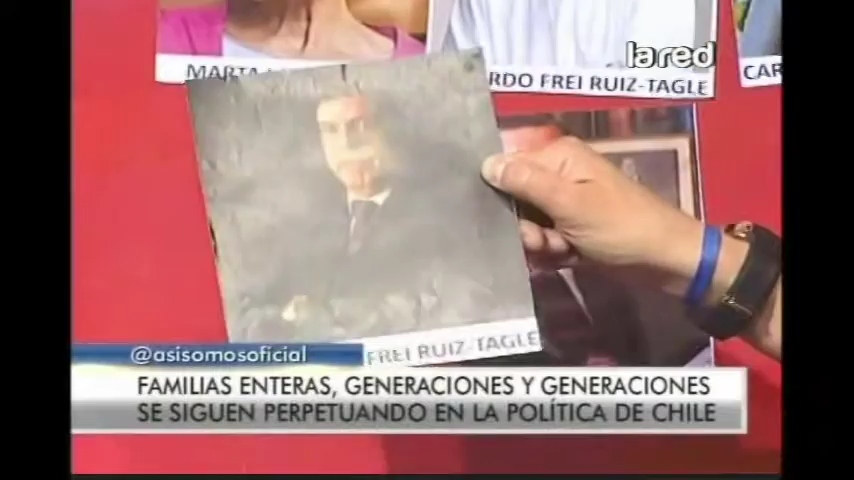 lared
MARTA
RDO FREI RUIZ-TAGLE
CAR
FREI RUIZ-TAGLE
@asisomosoficial
FAMILIAS ENTERAS, GENERACIONES Y GENERACIONES
SE SIGUEN PERPETUANDO EN LA POLÍTICA DE CHILE